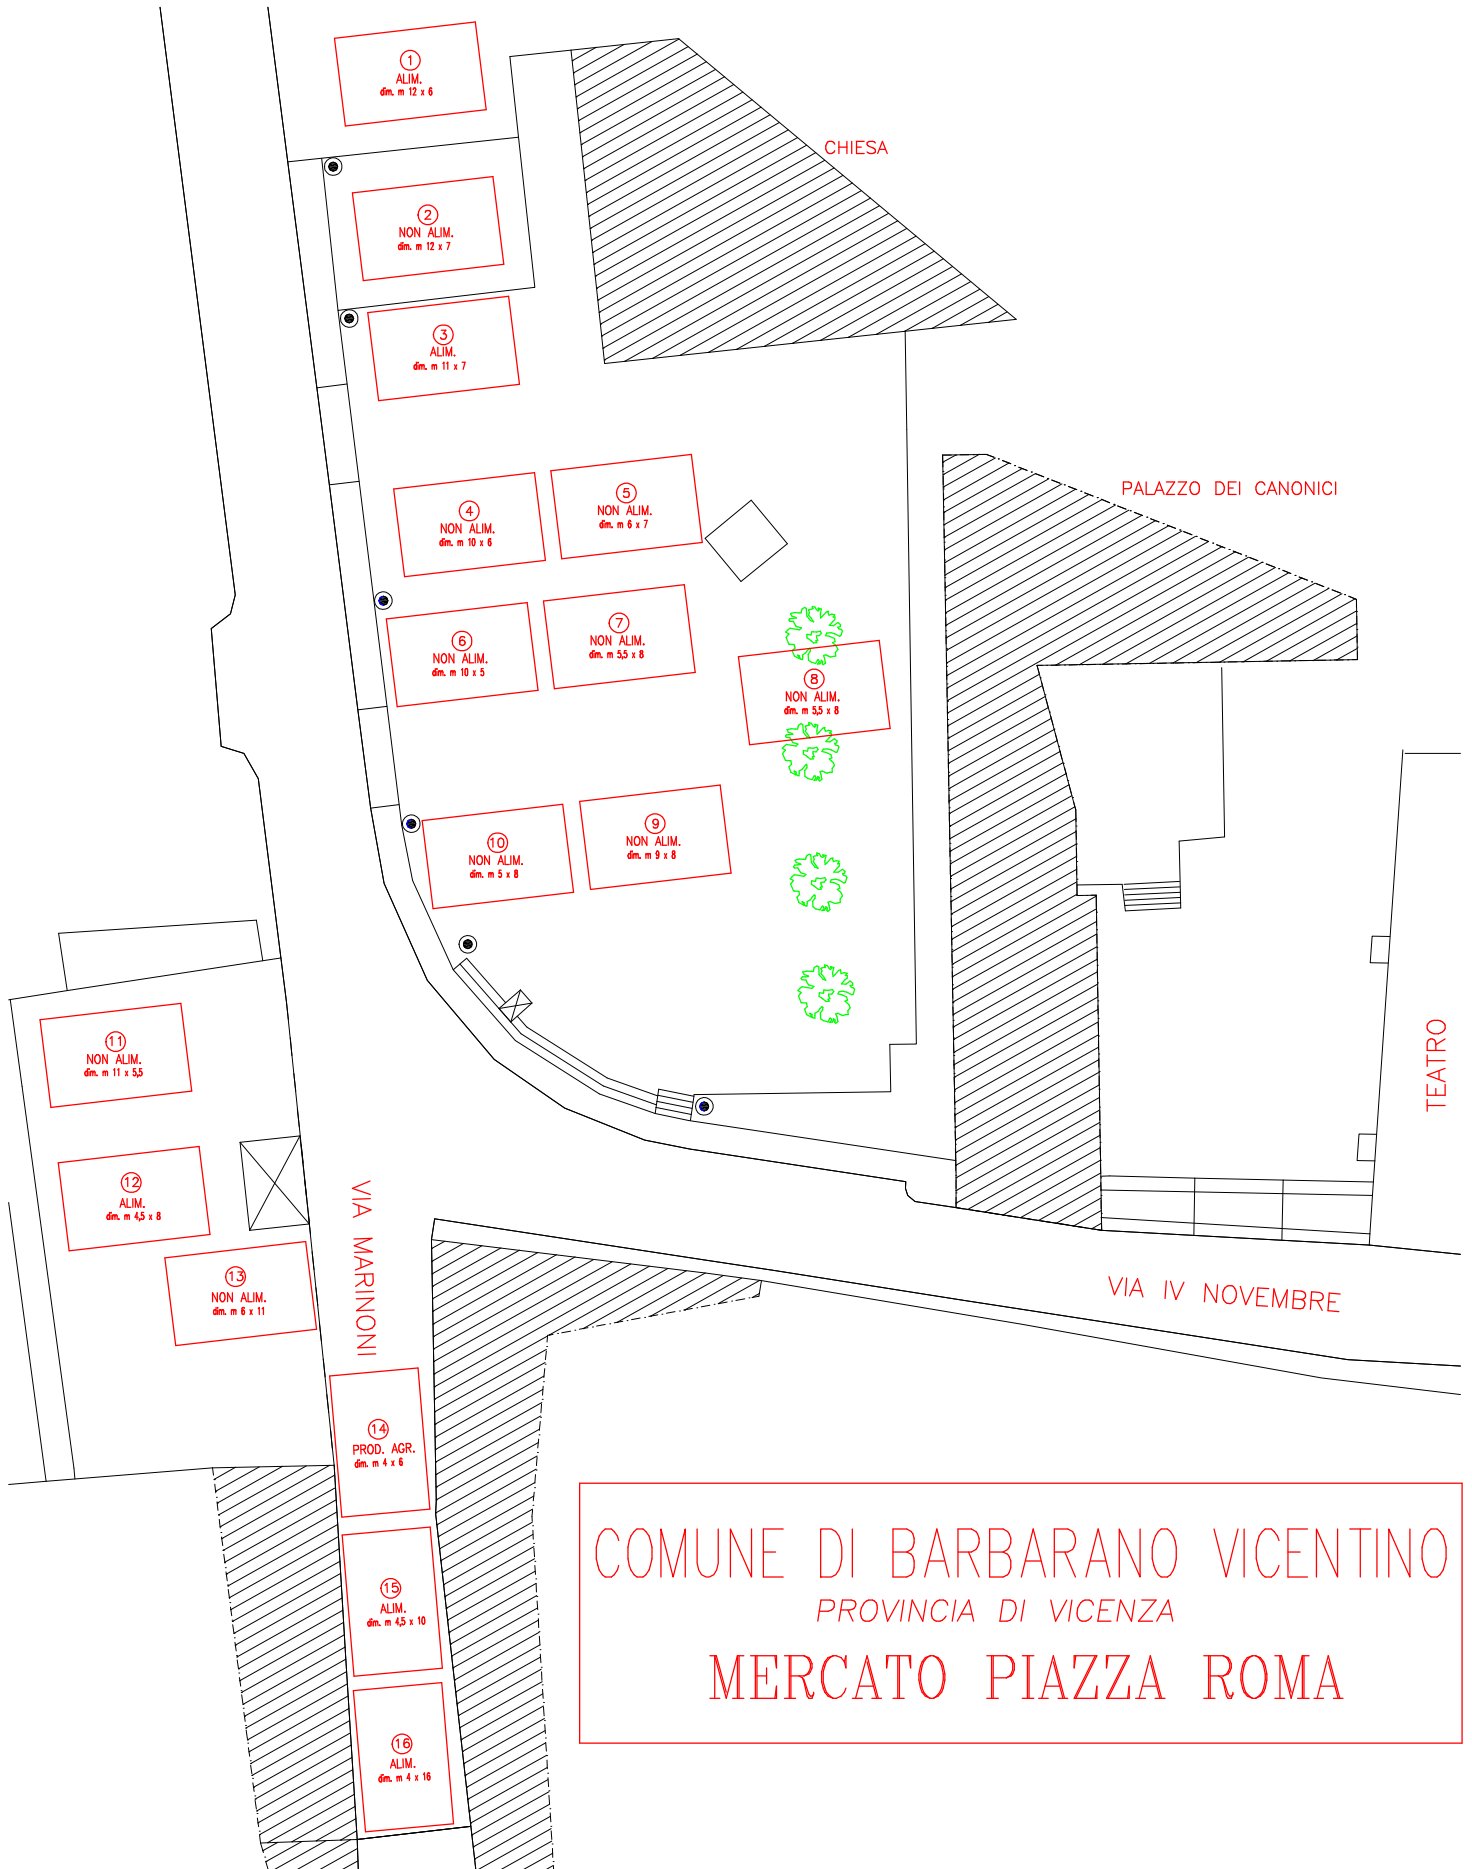 1
ALIM.
dim. m 12 x 6
CHIESA
2
NON ALIM.
dim. m 12 x 7
3
ALIM.
dim. m 11 x 7
4
NON ALIM.
dim. m 10 x 6
5
NON ALIM.
dim. m 6 x 7
PALAZZO DEI CANONICI
6
NON ALIM.
dim. m 10 x 5
7
NON ALIM.
dim. m 5,5 x 8
8
NON ALIM.
dim. m 5,5 x 8
10
NON ALIM.
dim. m 5 x 8
9
NON ALIM.
dim. m 9 x 8
11
NON ALIM.
dim. m 11 x 5,5
TEATRO
12
ALIM.
dim. m 4,5 x 8
13
NON ALIM.
dim. m 6 x 11
VIA MARINONI
VIA IV NOVEMBRE
14
PROD. AGR.
dim. m 4 x 6
15
ALIM.
dim. m 4,5 x 10
16
ALIM.
dim. m 4 x 16
COMUNE DI BARBARANO VICENTINO
PROVINCIA DI VICENZA
MERCATO PIAZZA ROMA